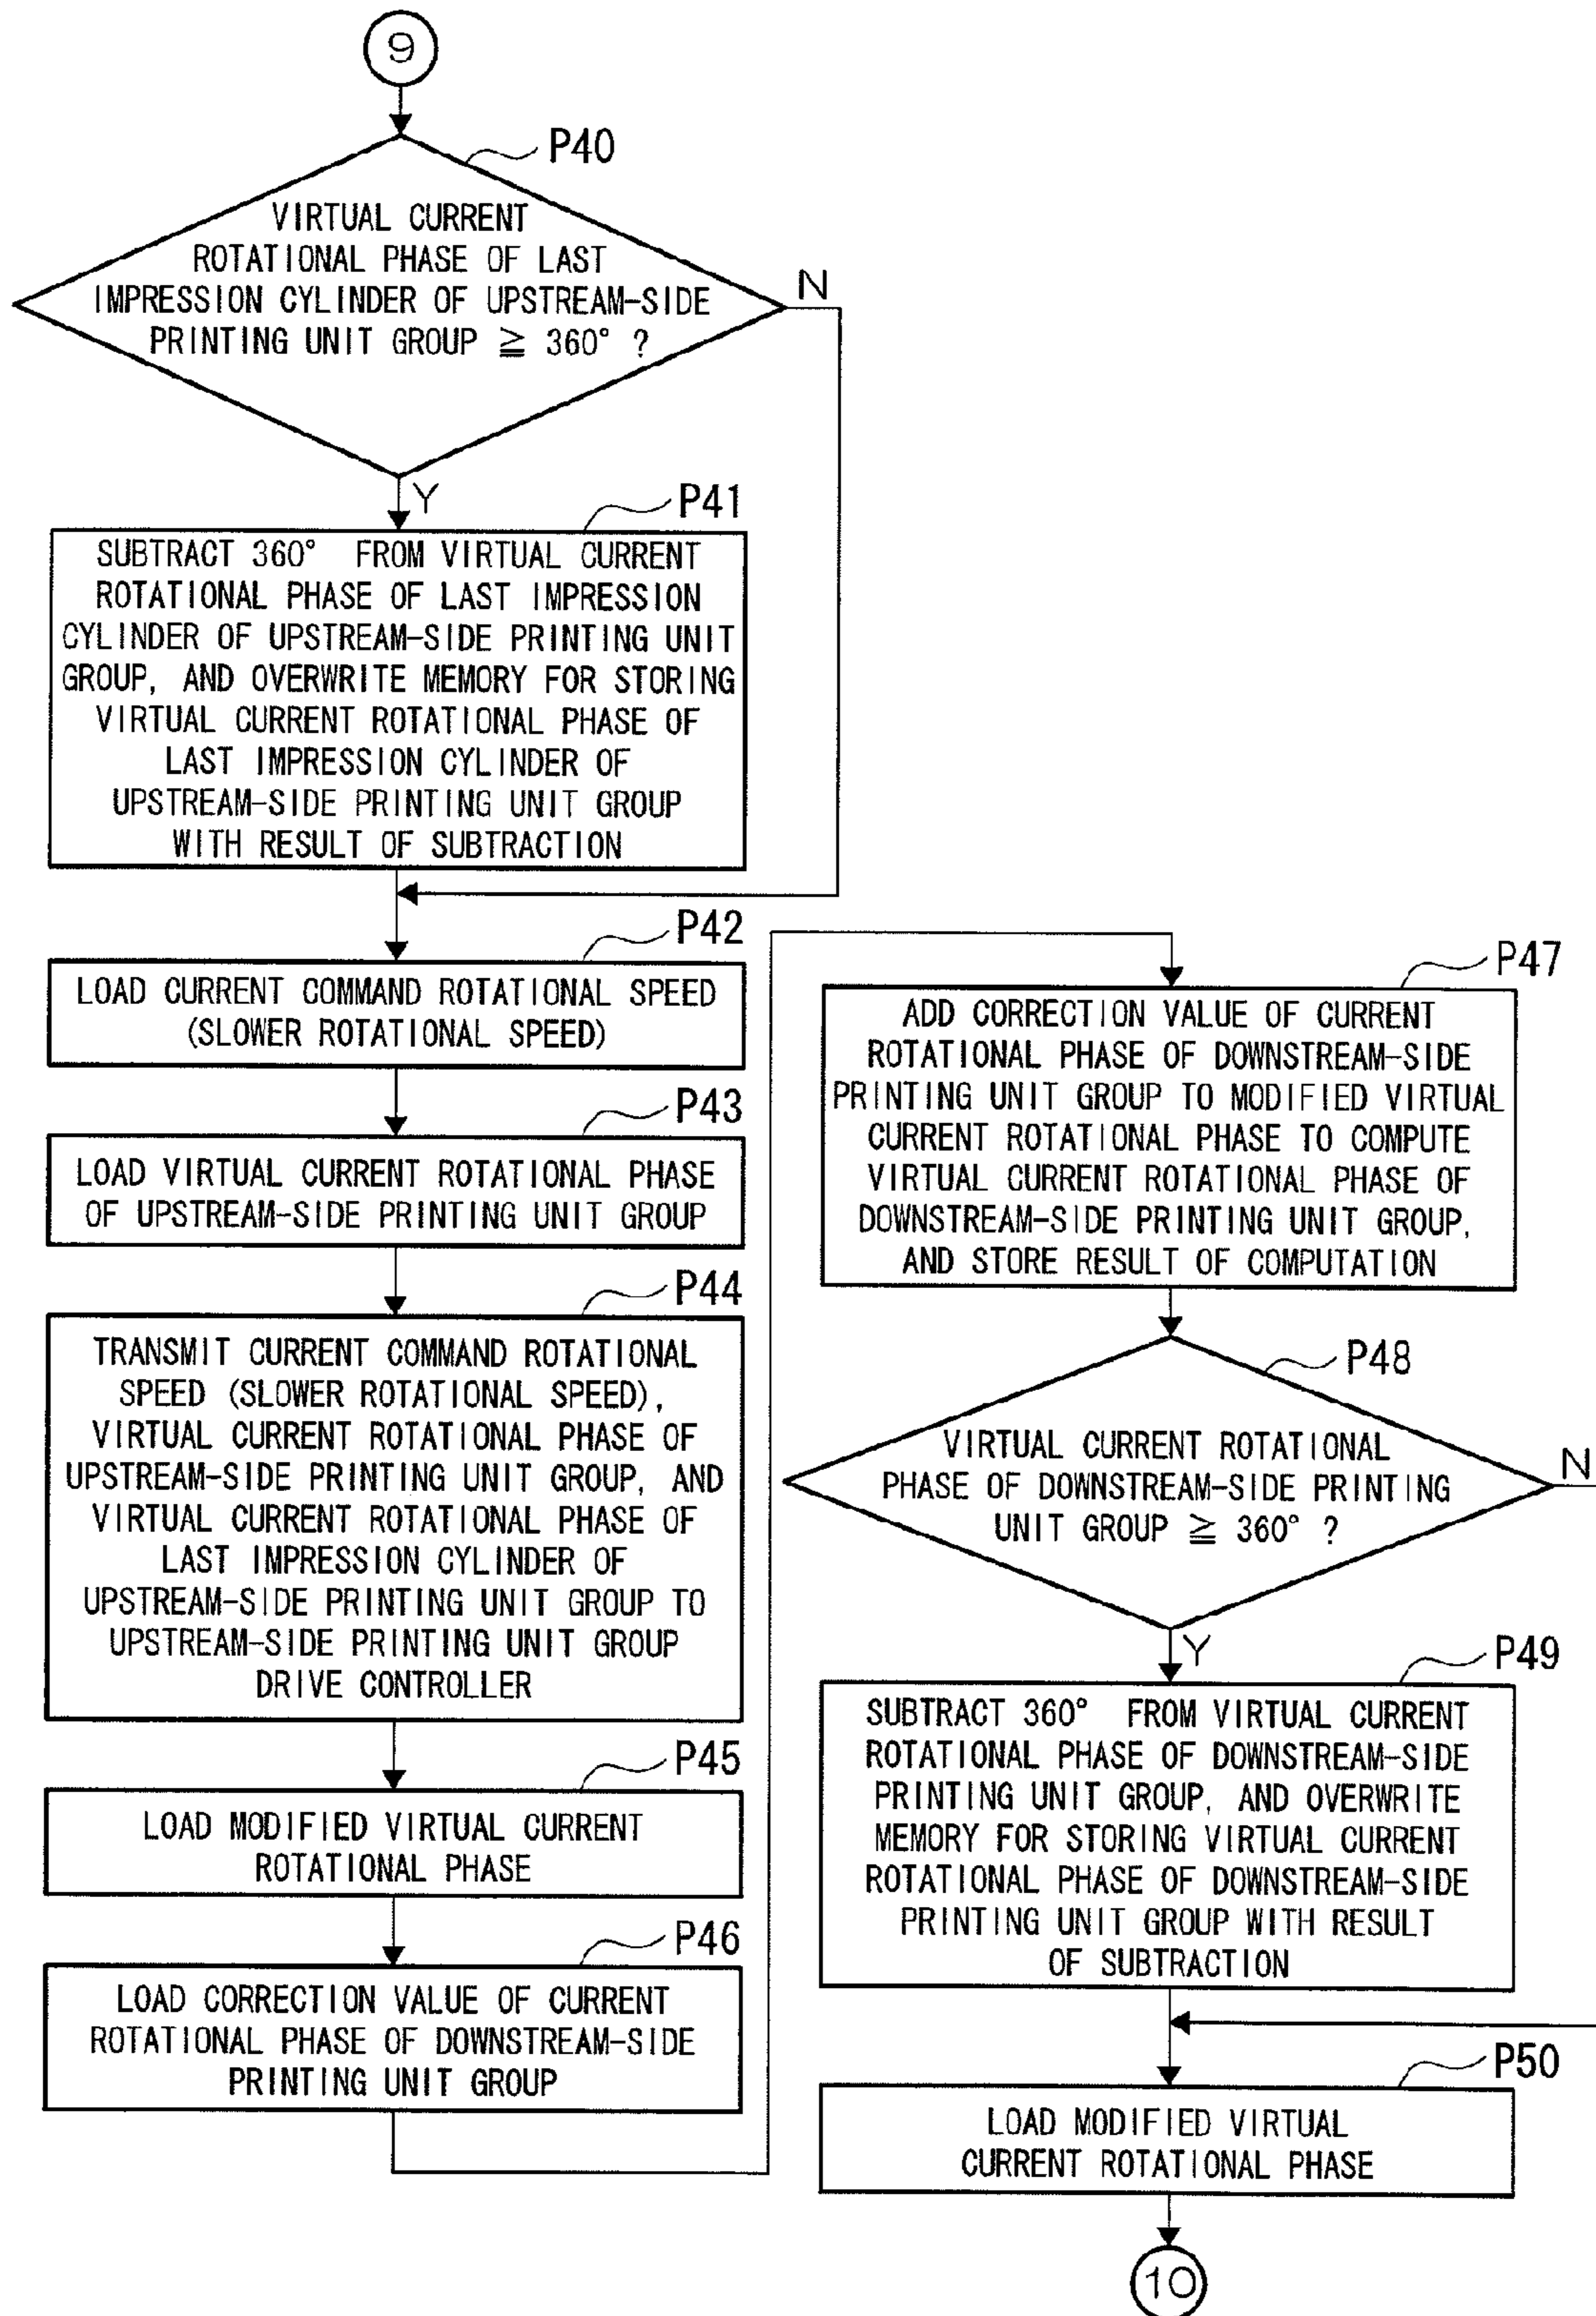 9
P40
VIRTUAL CURRENT
ROTATIONAL PHASE OF LAST
IMPRESSION CYLINDER OF UPSTREAM-SIDE
PRINTING UNIT GROUP ≧ 360° ?
N
Y
P41
SUBTRACT 360° FROM VIRTUAL CURRENT
ROTATIONAL PHASE OF LAST IMPRESSION
CYLINDER OF UPSTREAM-SIDE PRINTING UNIT
GROUP, AND OVERWRITE MEMORY FOR STORING
VIRTUAL CURRENT ROTATIONAL PHASE OF
LAST IMPRESSION CYLINDER OF
UPSTREAM-SIDE PRINTING UNIT GROUP
WITH RESULT OF SUBTRACTION
P42
LOAD CURRENT COMMAND ROTATIONAL SPEED
(SLOWER ROTATIONAL SPEED)
P43
LOAD VIRTUAL CURRENT ROTATIONAL PHASE
OF UPSTREAM-SIDE PRINTING UNIT GROUP
P44
TRANSMIT CURRENT COMMAND ROTATIONAL
SPEED (SLOWER ROTATIONAL SPEED),
VIRTUAL CURRENT ROTATIONAL PHASE OF
UPSTREAM-SIDE PRINTING UNIT GROUP, AND
VIRTUAL CURRENT ROTATIONAL PHASE OF
LAST IMPRESSION CYLINDER OF
UPSTREAM-SIDE PRINTING UNIT GROUP TO
UPSTREAM-SIDE PRINTING UNIT GROUP
DRIVE CONTROLLER
P45
LOAD MODIFIED VIRTUAL CURRENT
ROTATIONAL PHASE
P46
LOAD CORRECTION VALUE OF CURRENT
ROTATIONAL PHASE OF DOWNSTREAM-SIDE
PRINTING UNIT GROUP
P47
ADD CORRECTION VALUE OF CURRENT
ROTATIONAL PHASE OF DOWNSTREAM-SIDE
PRINTING UNIT GROUP TO MODIFIED VIRTUAL
CURRENT ROTATIONAL PHASE TO COMPUTE
VIRTUAL CURRENT ROTATIONAL PHASE OF
DOWNSTREAM-SIDE PRINTING UNIT GROUP,
AND STORE RESULT OF COMPUTATION
P48
VIRTUAL CURRENT ROTATIONAL
PHASE OF DOWNSTREAM-SIDE PRINTING
UNIT GROUP ≧ 360° ?
N
Y
P49
SUBTRACT 360° FROM VIRTUAL CURRENT
ROTATIONAL PHASE OF DOWNSTREAM-SIDE
PRINTING UNIT GROUP, AND OVERWRITE
MEMORY FOR STORING VIRTUAL CURRENT
ROTATIONAL PHASE OF DOWNSTREAM-SIDE
PRINTING UNIT GROUP WITH RESULT
OF SUBTRACTION
P50
LOAD MODIFIED VIRTUAL
CURRENT ROTATIONAL PHASE
10